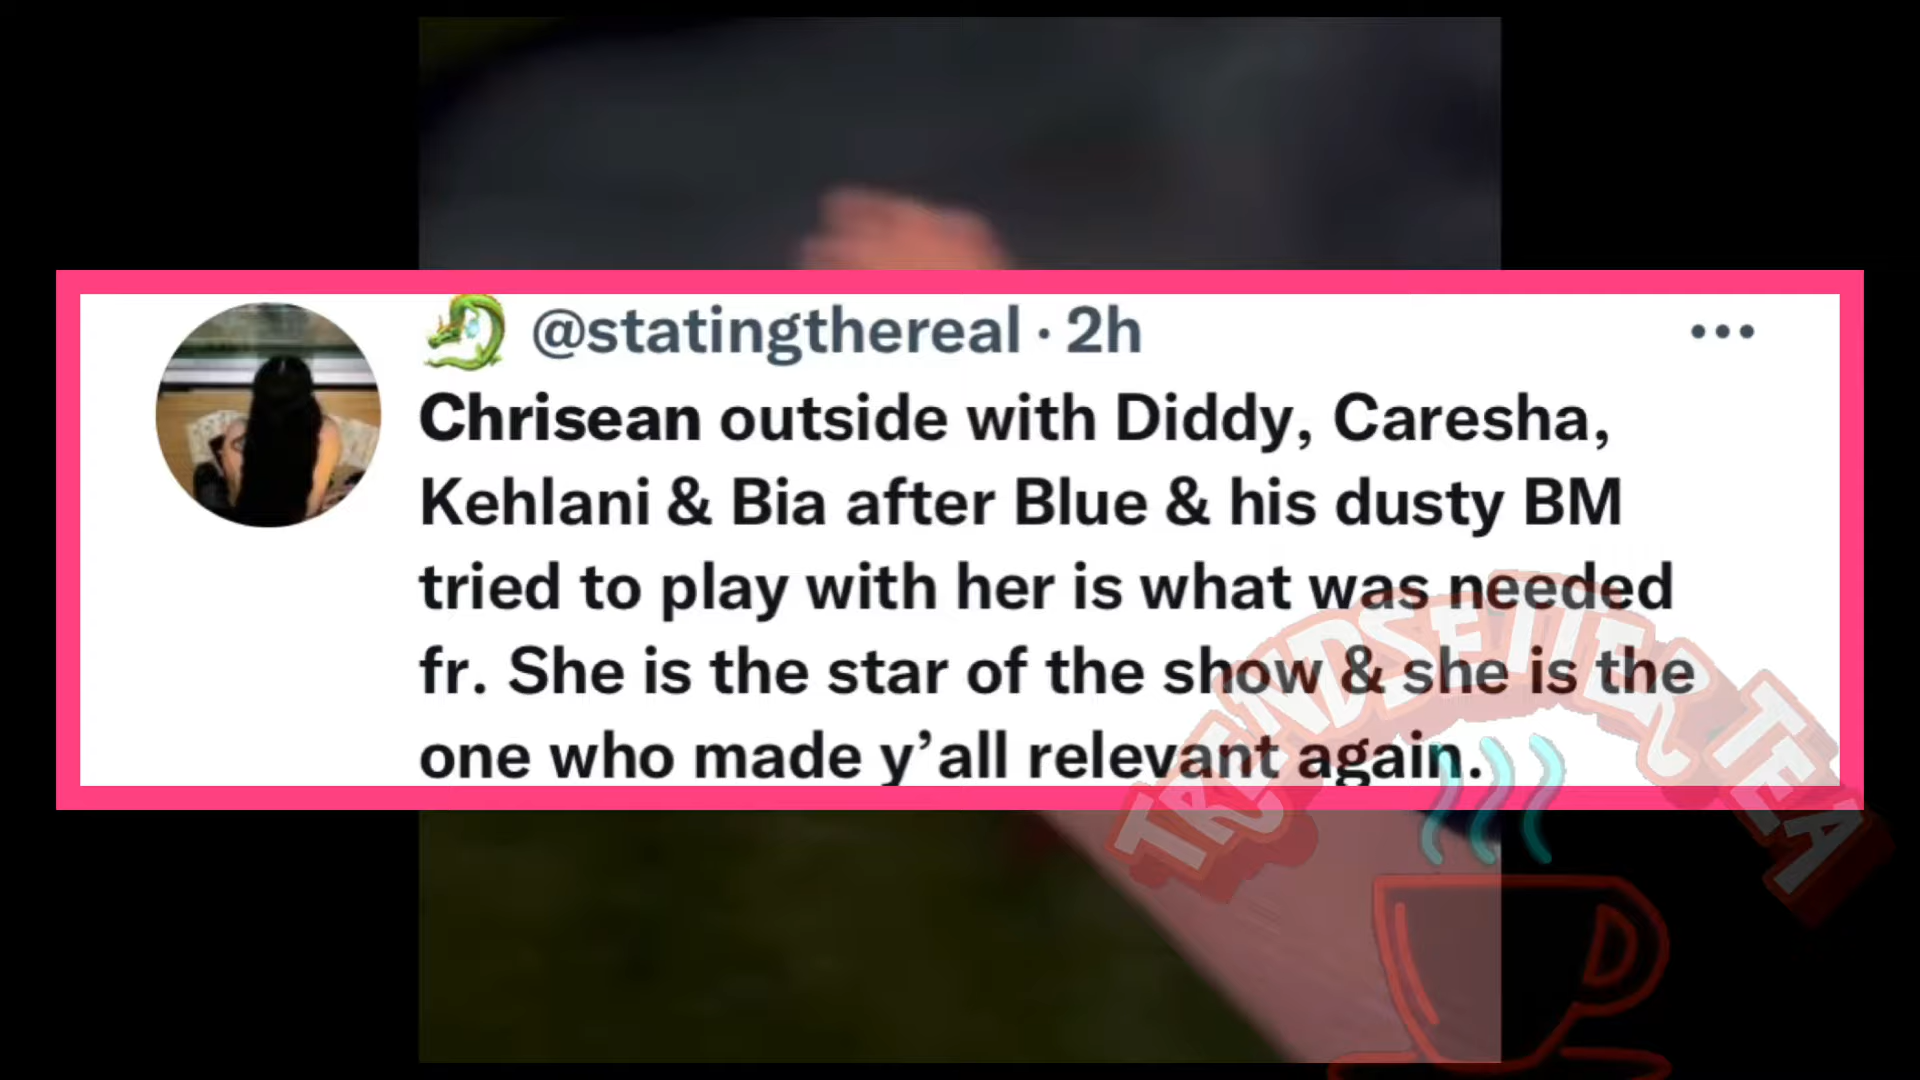 @statingthereal · 2h
Chrisean outside with Diddy, Caresha,
Kehlani & Bia after Blue & his dusty BM
tried to play with her is what was needed
fr. She is the star of the show & she is the
one who made y’all relevant again.
TRENDSETTER TEA